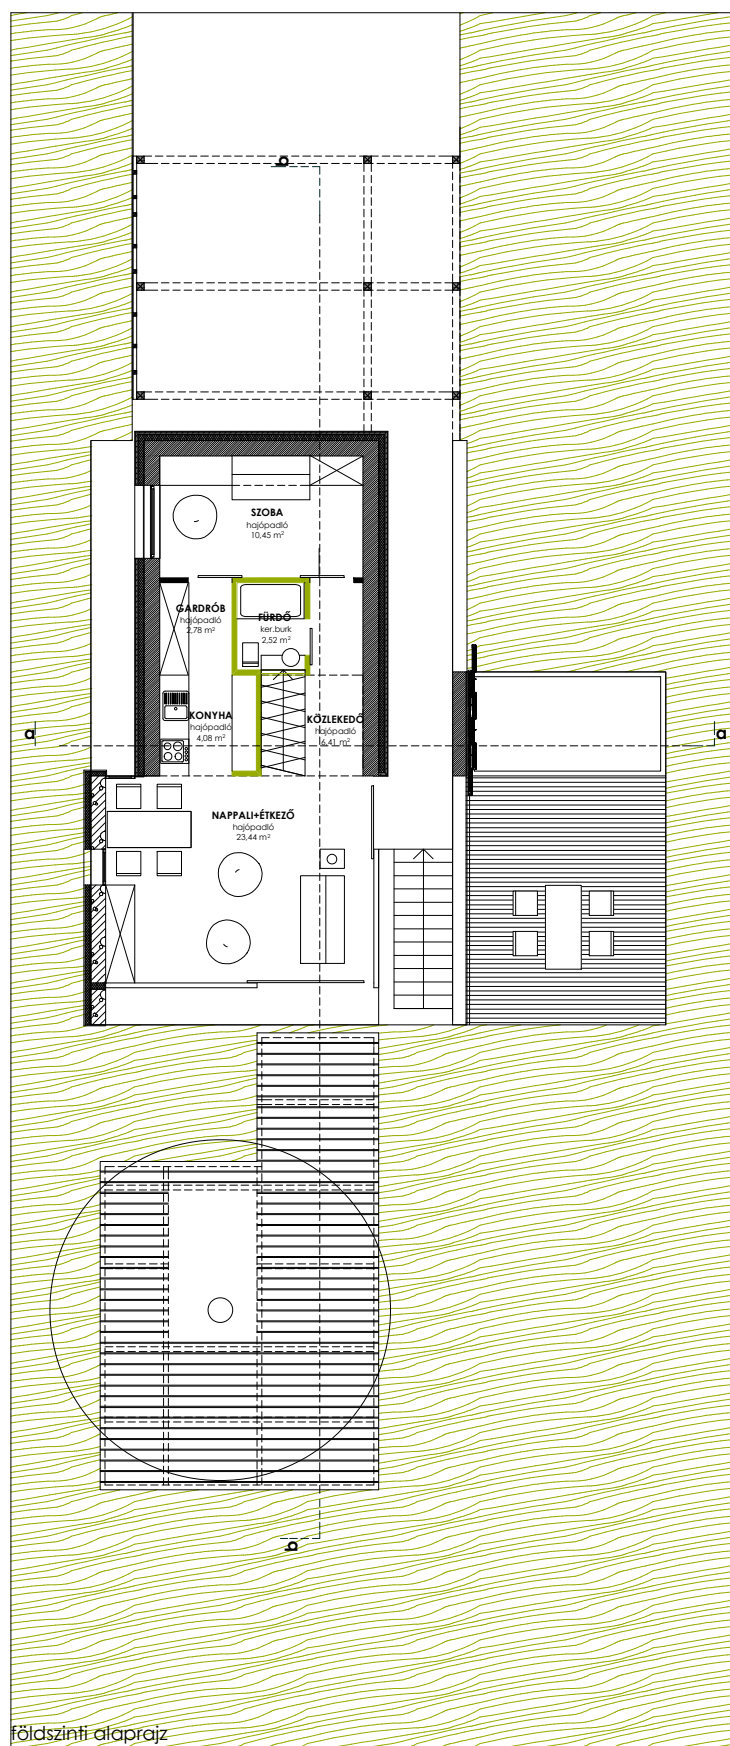 b
SZOBA
hajópadló
10,45 m²
GARDRÓB
hajópadló
2,78 m²
FÜRDŐ
ker.burk
2,52 m²
KONYHA
hajópadló
4,08 m²
KÖZLEKEDŐ
hajópadló
6,41 m²
a
a
NAPPALI+ÉTKEZŐ
hajópadló
23,44 m²
b
földszinti alaprajz